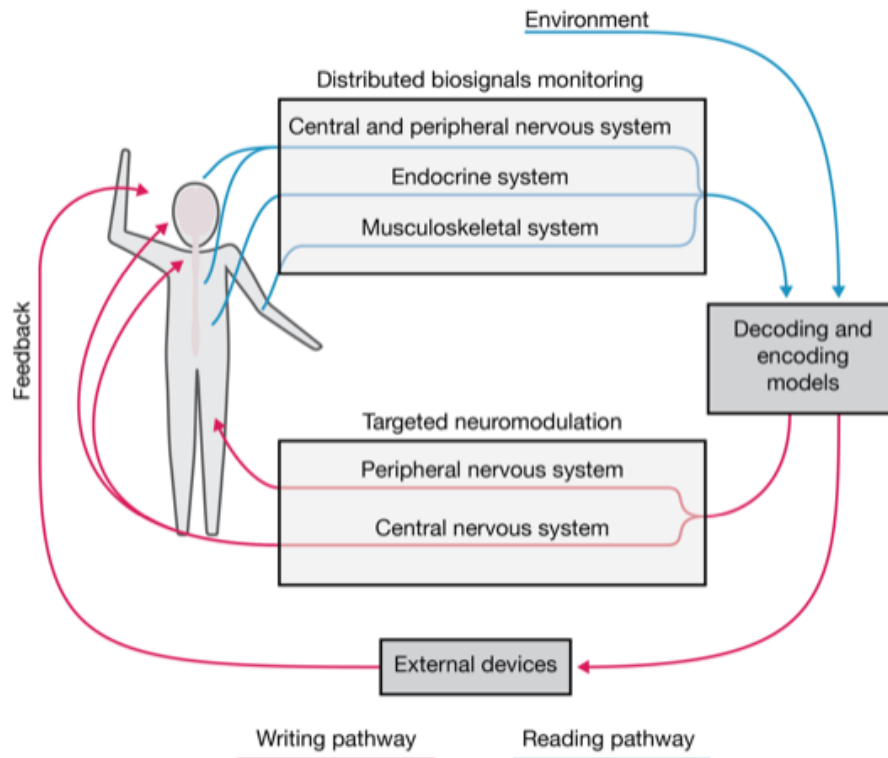 Environment
Distributed biosignals monitoring
Central and peripheral nervous system
Endocrine system
Musculoskeletal system
Decoding and
encoding
models
Feedback
Targeted neuromodulation
Peripheral nervous system
Central nervous system
External devices
Writing pathway
Reading pathway